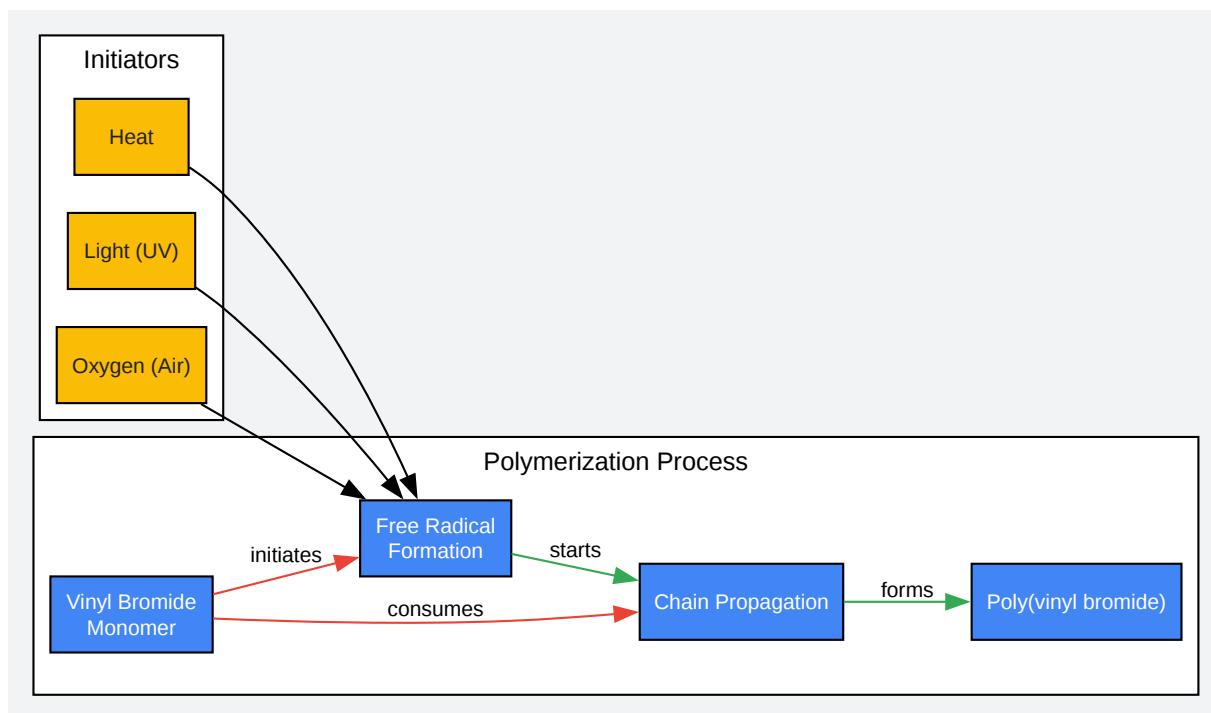 Initiators
Heat
Light (UV)
Oxygen (Air)
Polymerization Process
Free Radical
Formation
initiates
starts
Vinyl Bromide
Monomer
consumes
Chain Propagation
forms
Poly(vinyl bromide)